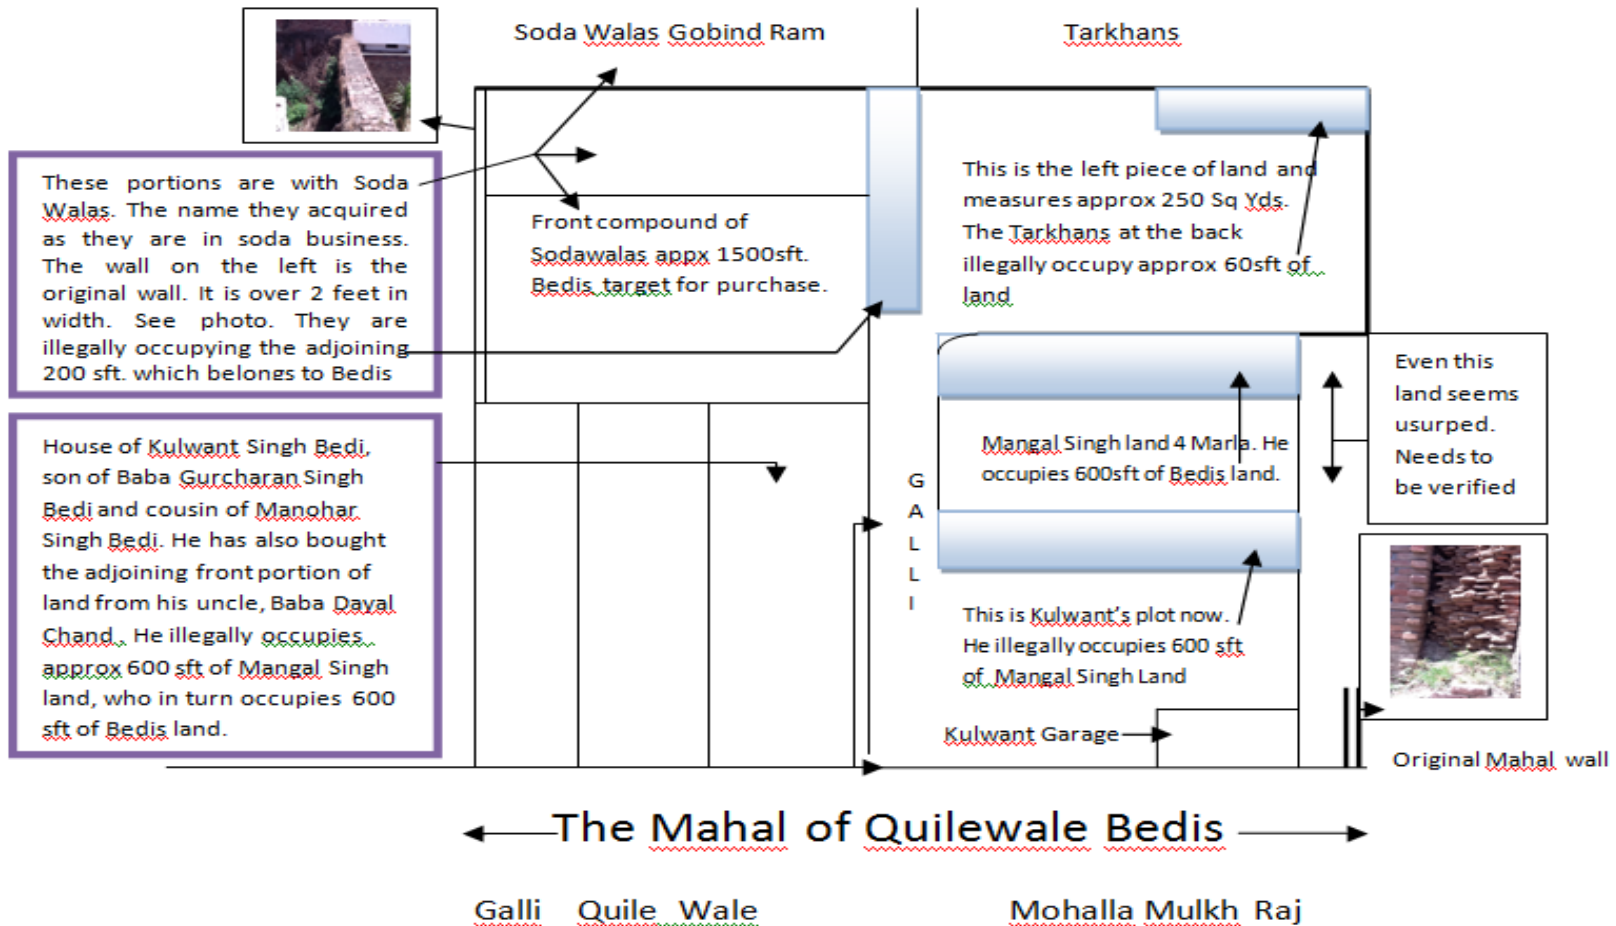 Soda Walas Gobind Ram
Tarkhans
These portions are with Soda
Walas. The name they acquired
as they are in soda business.
The wall on the left is the
original wall. It is over 2 feet in
width. See photo. They are
illegally occupying the adjoining
200 sft. which belongs to Bedis
Front compound of
Sodawalas appx 1500sft.
Bedis target for purchase.
This is the left piece of land and
measures approx 250 Sq Yds.
The Tarkhans at the back
illegally occupy approx 60sft of
land
Even this
land seems
usurped.
Needs to
be verified
House of Kulwant Singh Bedi,
son of Baba Gurcharan Singh
Bedi and cousin of Manohar
Singh Bedi. He has also bought
the adjoining front portion of
land from his uncle, Baba Dayal
Chand. He illegally occupies
approx 600 sft of Mangal Singh
land, who in turn occupies 600
sft of Bedis land.
G
A
L
L
I
Mangal Singh land 4 Marla. He
occupies 600sft of Bedis land.
This is Kulwant's plot now.
He illegally occupies 600 sft
of Mangal Singh Land
Kulwant Garage
Original Mahal wall
The Mahal of Quilewale Bedis
Galli Quile Wale
Mohalla Mulkh Raj